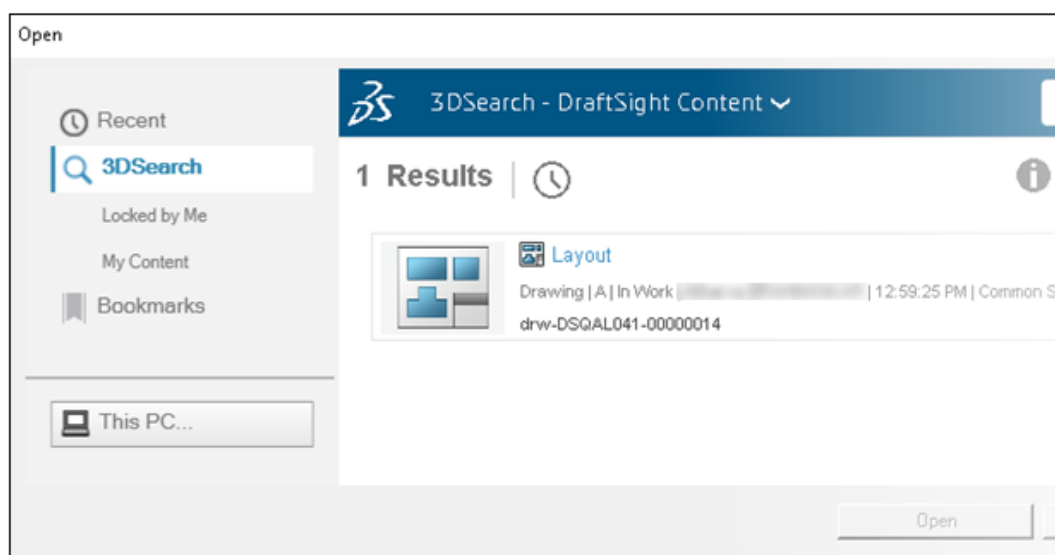 Open
Recent
3DSearch
Locked by Me
My Content
Bookmarks
This PC...
3DSearch - DraftSight Content
1 Results
Layout
Drawing | A | In Work | 12:59:25 PM | Common S
drw-DSQAL041-00000014
Open